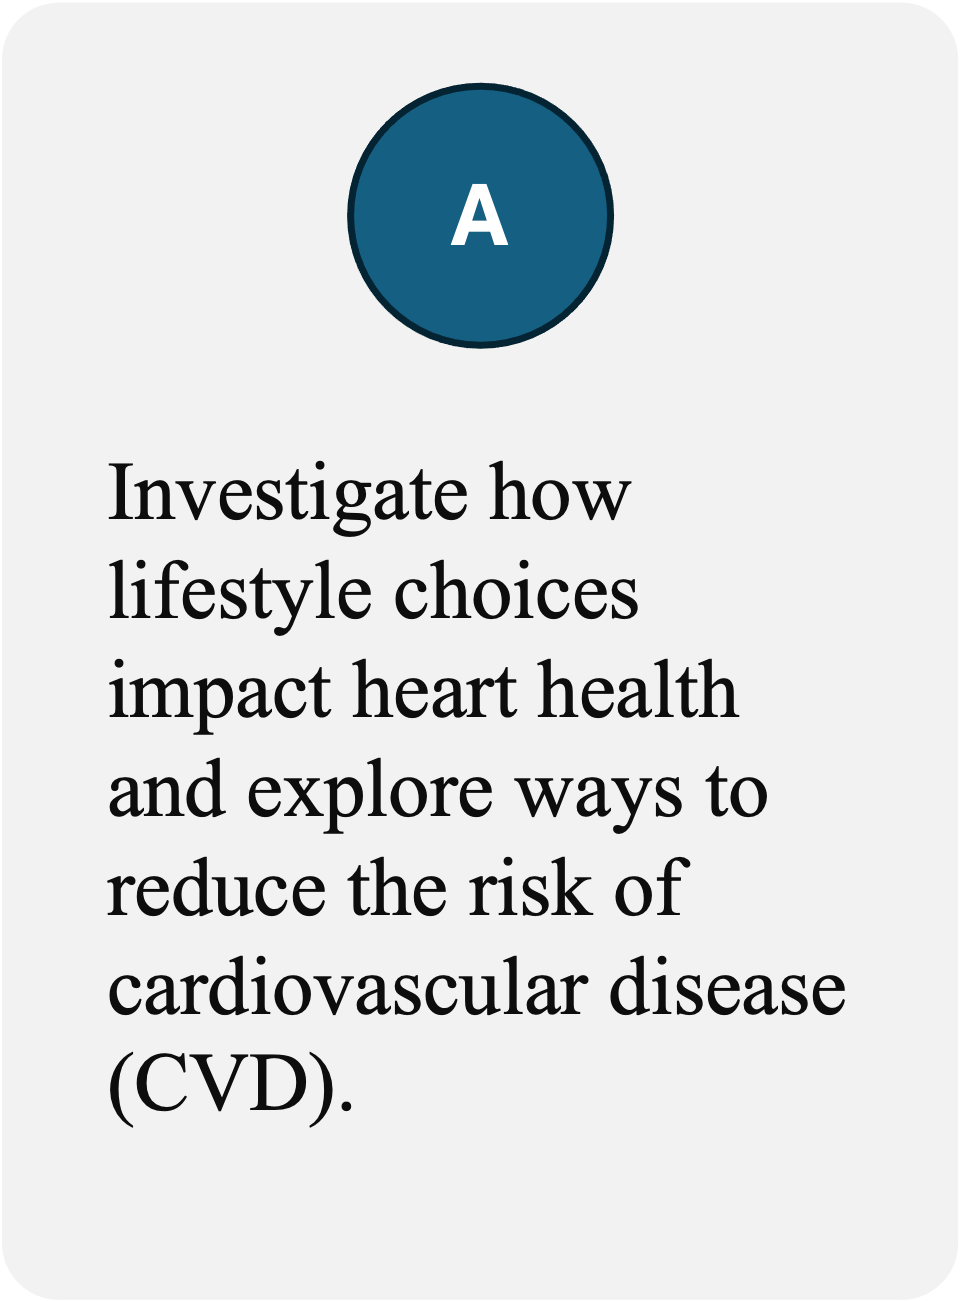 A
Investigate how
lifestyle choices
impact heart health
and explore ways to
reduce the risk of
cardiovascular disease
(CVD).